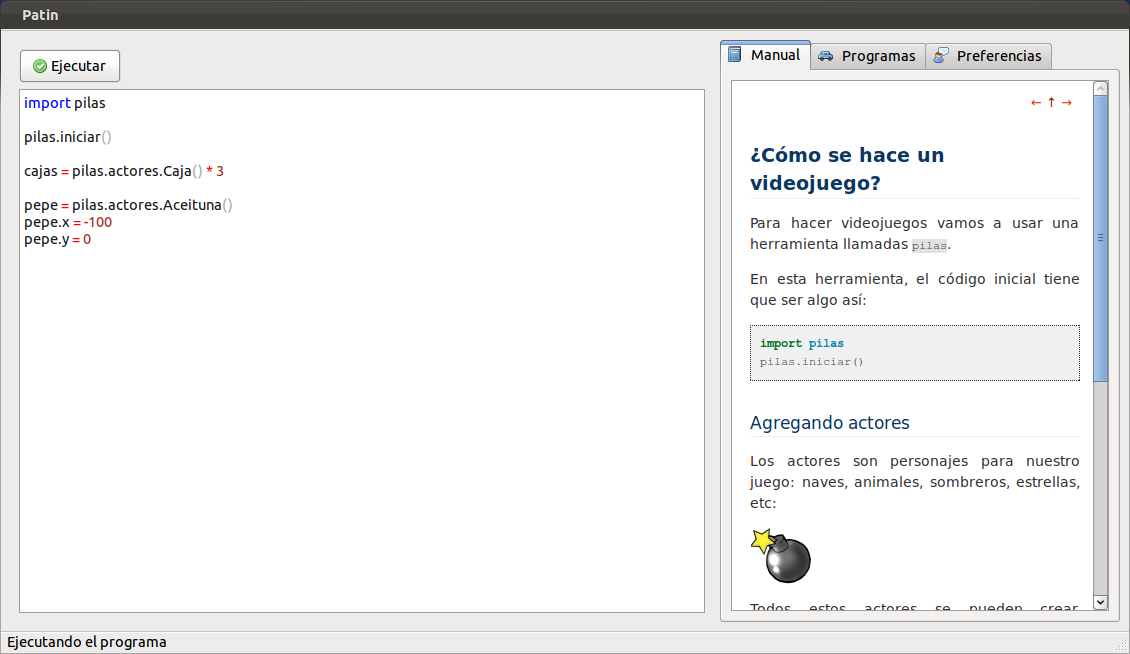 Patin
Ejecutar
import pilas
pilas.iniciar()
cajas = pilas.actores.Caja() * 3
pepe = pilas.actores.Aceituna()
pepe.x = -100
pepe.y = 0
Manual Programas Preferencias
← ↑ →
¿Cómo se hace un
videojuego?
Para hacer videojuegos vamos a usar una
herramienta llamadas pilas.
En esta herramienta, el código inicial tiene
que ser algo así:
import pilas
pilas.iniciar()
Agregando actores
Los actores son personajes para nuestro
juego: naves, animales, sombreros, estrellas,
etc:
Todos estos actores se pueden crear
Ejecutando el programa